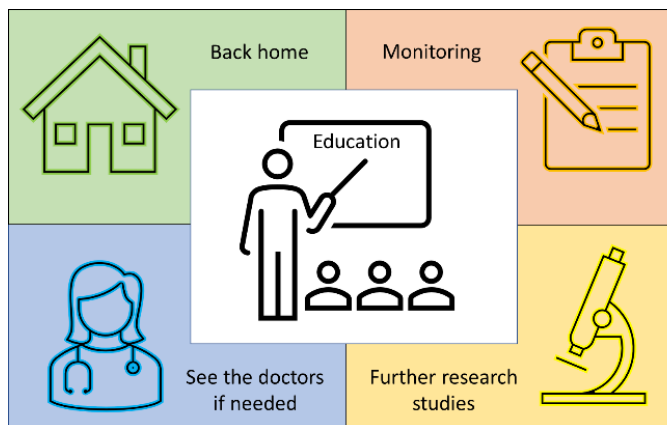 Back home
Monitoring
Education
See the doctors
if needed
Further research
studies